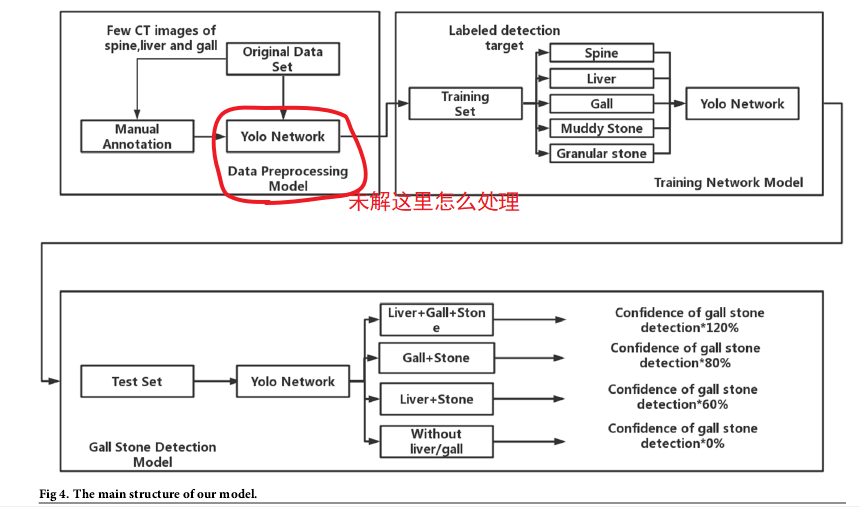 Few CT images of
spine,liver and gall
Original Data
Set
Manual
Annotation
Yolo Network
Data Preprocessing
Model
未解这里怎么处理
Labeled detection
target
Training
Set
Spine
Liver
Gall
Muddy Stone
Granular stone
Yolo Network
Training Network Model
Test Set
Yolo Network
Liver+Gall+Ston
e
Gall+Stone
Liver+Stone
Without
liver/gall
Confidence of gall stone
detection*120%
Confidence of gall stone
detection*80%
Confidence of gall stone
detection*60%
Confidence of gall stone
detection*0%
Gall Stone Detection
Model
Fig 4. The main structure of our model.